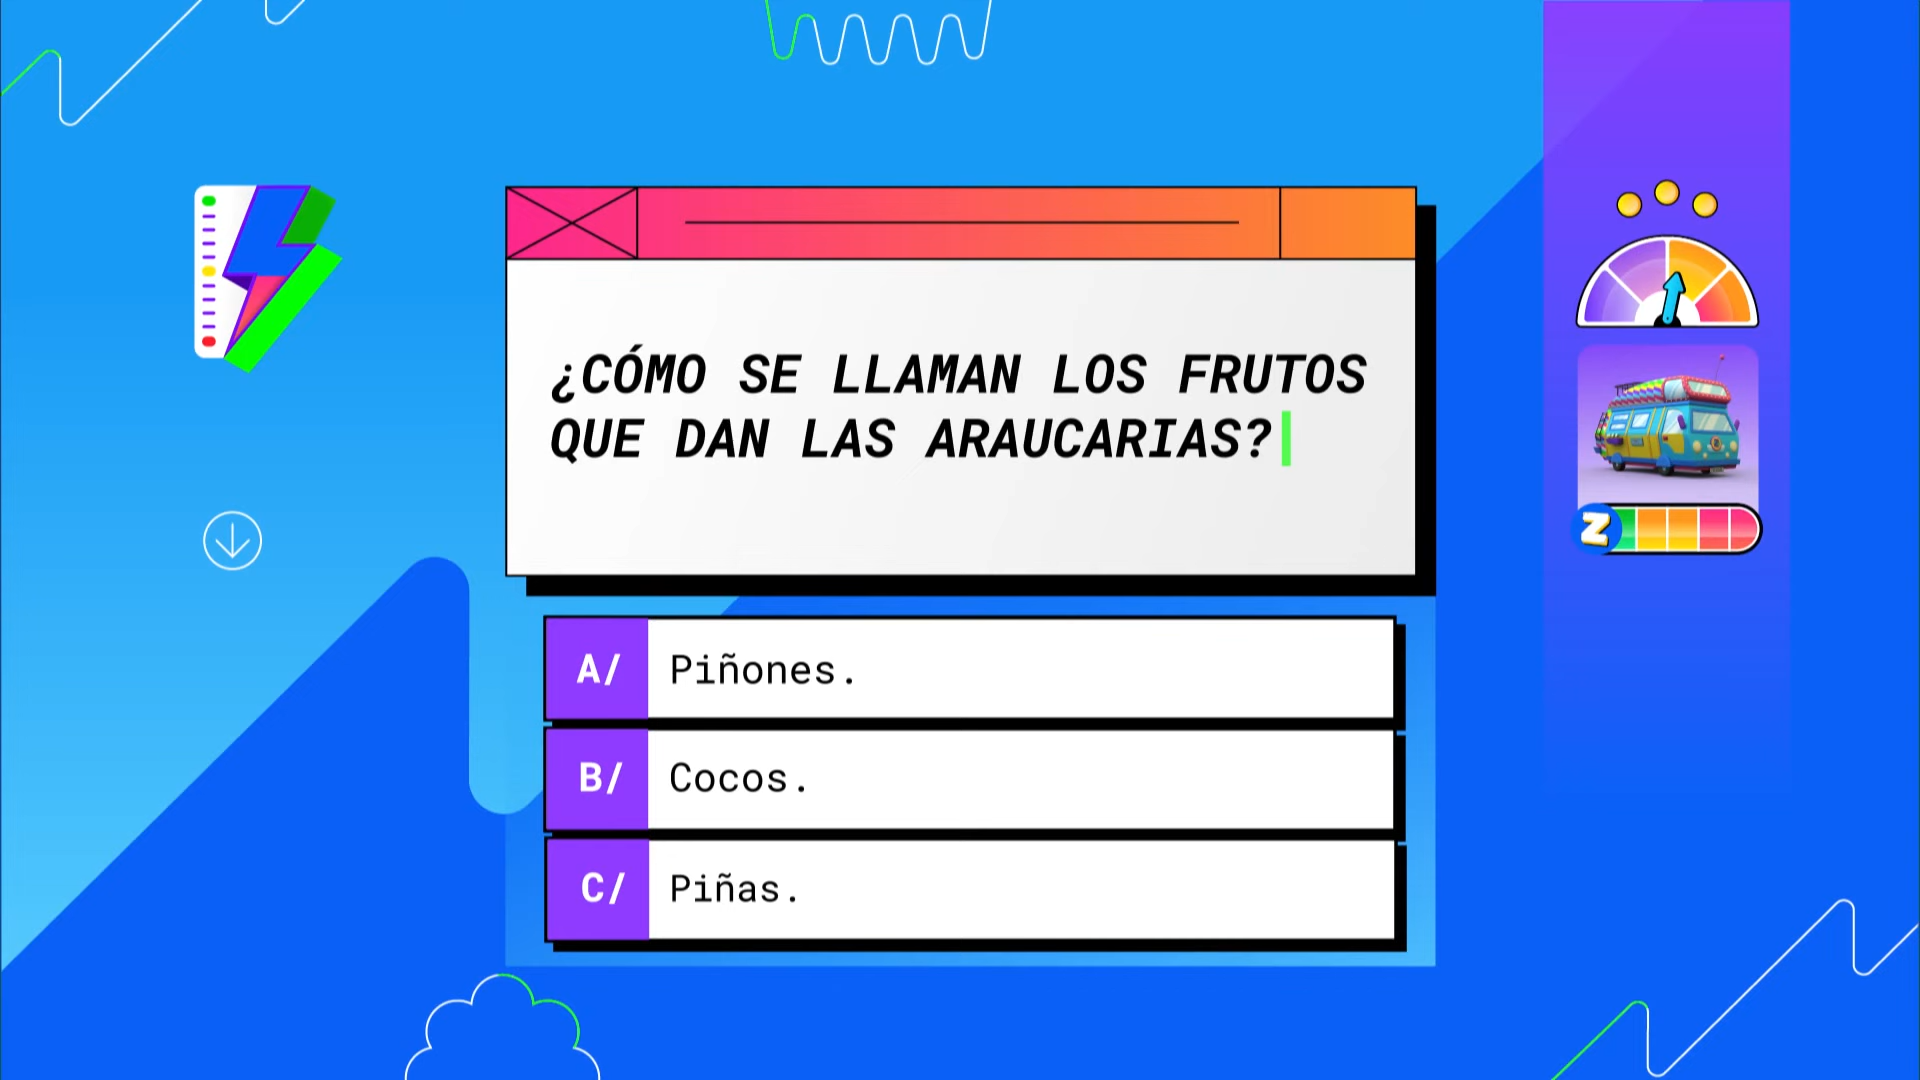 ¿CÓMO SE LLAMAN LOS FRUTOS
QUE DAN LAS ARAUCARIAS?
A/ Piñones.
B/ Cocos.
C/ Piñas.
Z